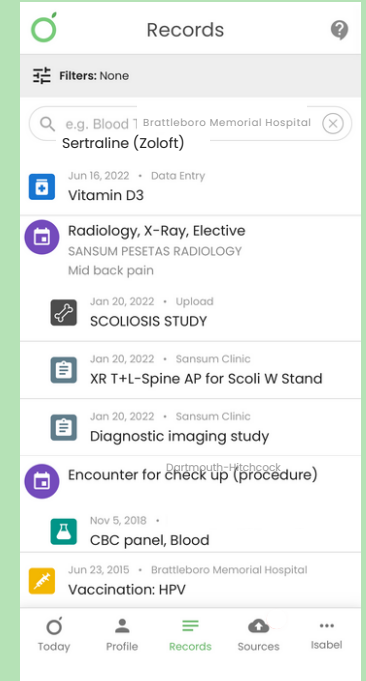 Records
Filters: None
e.g. Blood T
Brattleboro Memorial Hospital
Sertraline (Zoloft)
Jun 16, 2022 • Data Entry
Vitamin D3
Radiology, X-Ray, Elective
SANSUM PESETAS RADIOLOGY
Mid back pain
Jan 20, 2022 • Upload
SCOLIOSIS STUDY
Jan 20, 2022 • Sansum Clinic
XR T+L-Spine AP for Scoli W Stand
Jan 20, 2022 • Sansum Clinic
Diagnostic imaging study
Dartmouth-Hitchcock
Encounter for check up (procedure)
Nov 5, 2018 •
CBC panel, Blood
Jun 23, 2015 • Brattleboro Memorial Hospital
Vaccination: HPV
Today Profile Records Sources Isabel